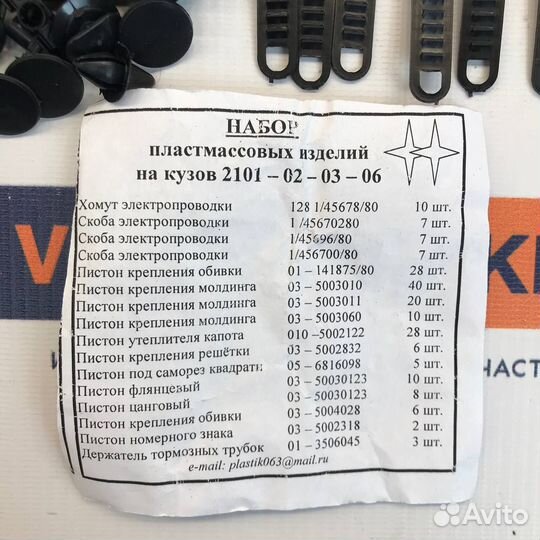 НАБОР
пластмассовых изделий
на кузов 2101 – 02 – 03 – 06
Хомут электропроводки 128 1/45678/80 10 шт.
Скоба электропроводки 1 /45670280 7 шт.
Скоба электропроводки 1/45696/80 7 шт.
Скоба электропроводки 1/456700/80 7 шт.
Пистон крепления обивки 01 – 141875/80 28 шт.
Пистон крепления молдинга 03 – 5003010 40 шт.
Пистон крепления молдинга 03 – 5003011 20 шт.
Пистон крепления молдинга 03 – 5003060 10 шт.
Пистон утеплителя капота 010 –5002122 28 шт.
Пистон крепления решётки 03 – 5002832 6 шт.
Пистон под саморез квадратн 05 – 6816098 5 шт.
Пистон фланцевый 03 – 50030123 10 шт.
Пистон цанговый 03 – 50030123 8 шт.
Пистон крепления обивки 03 – 5004028 6 шт.
Пистон номерного знака 03 – 5002318 2 шт.
Держатель тормозных трубок 01 – 3506045 3 шт.
e-mail: plastik063@mail.ru
Avito